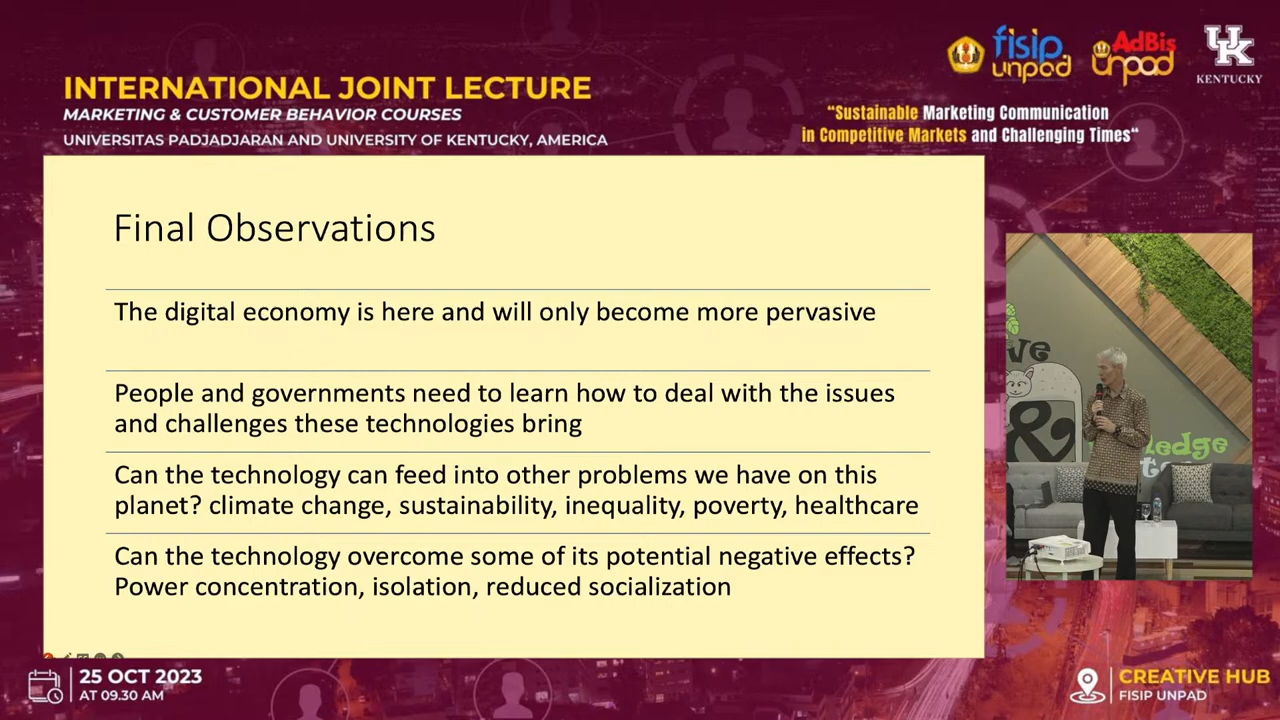 INTERNATIONAL JOINT LECTURE
MARKETING & CUSTOMER BEHAVIOR COURSES
UNIVERSITAS PADJADJARAN AND UNIVERSITY OF KENTUCKY, AMERICA
fisip
unpad
AdBis
unpad
UK
KENTUCKY
“Sustainable Marketing Communication
in Competitive Markets and Challenging Times“
Final Observations
The digital economy is here and will only become more pervasive
People and governments need to learn how to deal with the issues
and challenges these technologies bring
Can the technology can feed into other problems we have on this
planet? climate change, sustainability, inequality, poverty, healthcare
Can the technology overcome some of its potential negative effects?
Power concentration, isolation, reduced socialization
&
25 OCT 2023
AT 09.30 AM
CREATIVE HUB
FISIP UNPAD